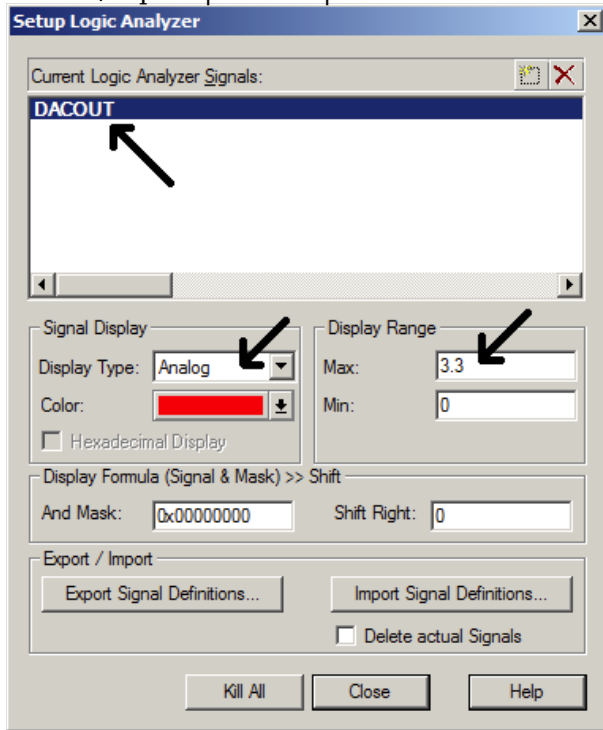 Setup Logic Analyzer
Current Logic Analyzer Signals:
DACOUT
Signal Display
Display Type: Analog
Color:
Hexadecimal Display
Display Range
Max: 3.3
Min: 0
Display Formula (Signal & Mask) >> Shift
And Mask: 0x00000000 Shift Right: 0
Export / Import
Export Signal Definitions... Import Signal Definitions...
Delete actual Signals
Kill All Close Help